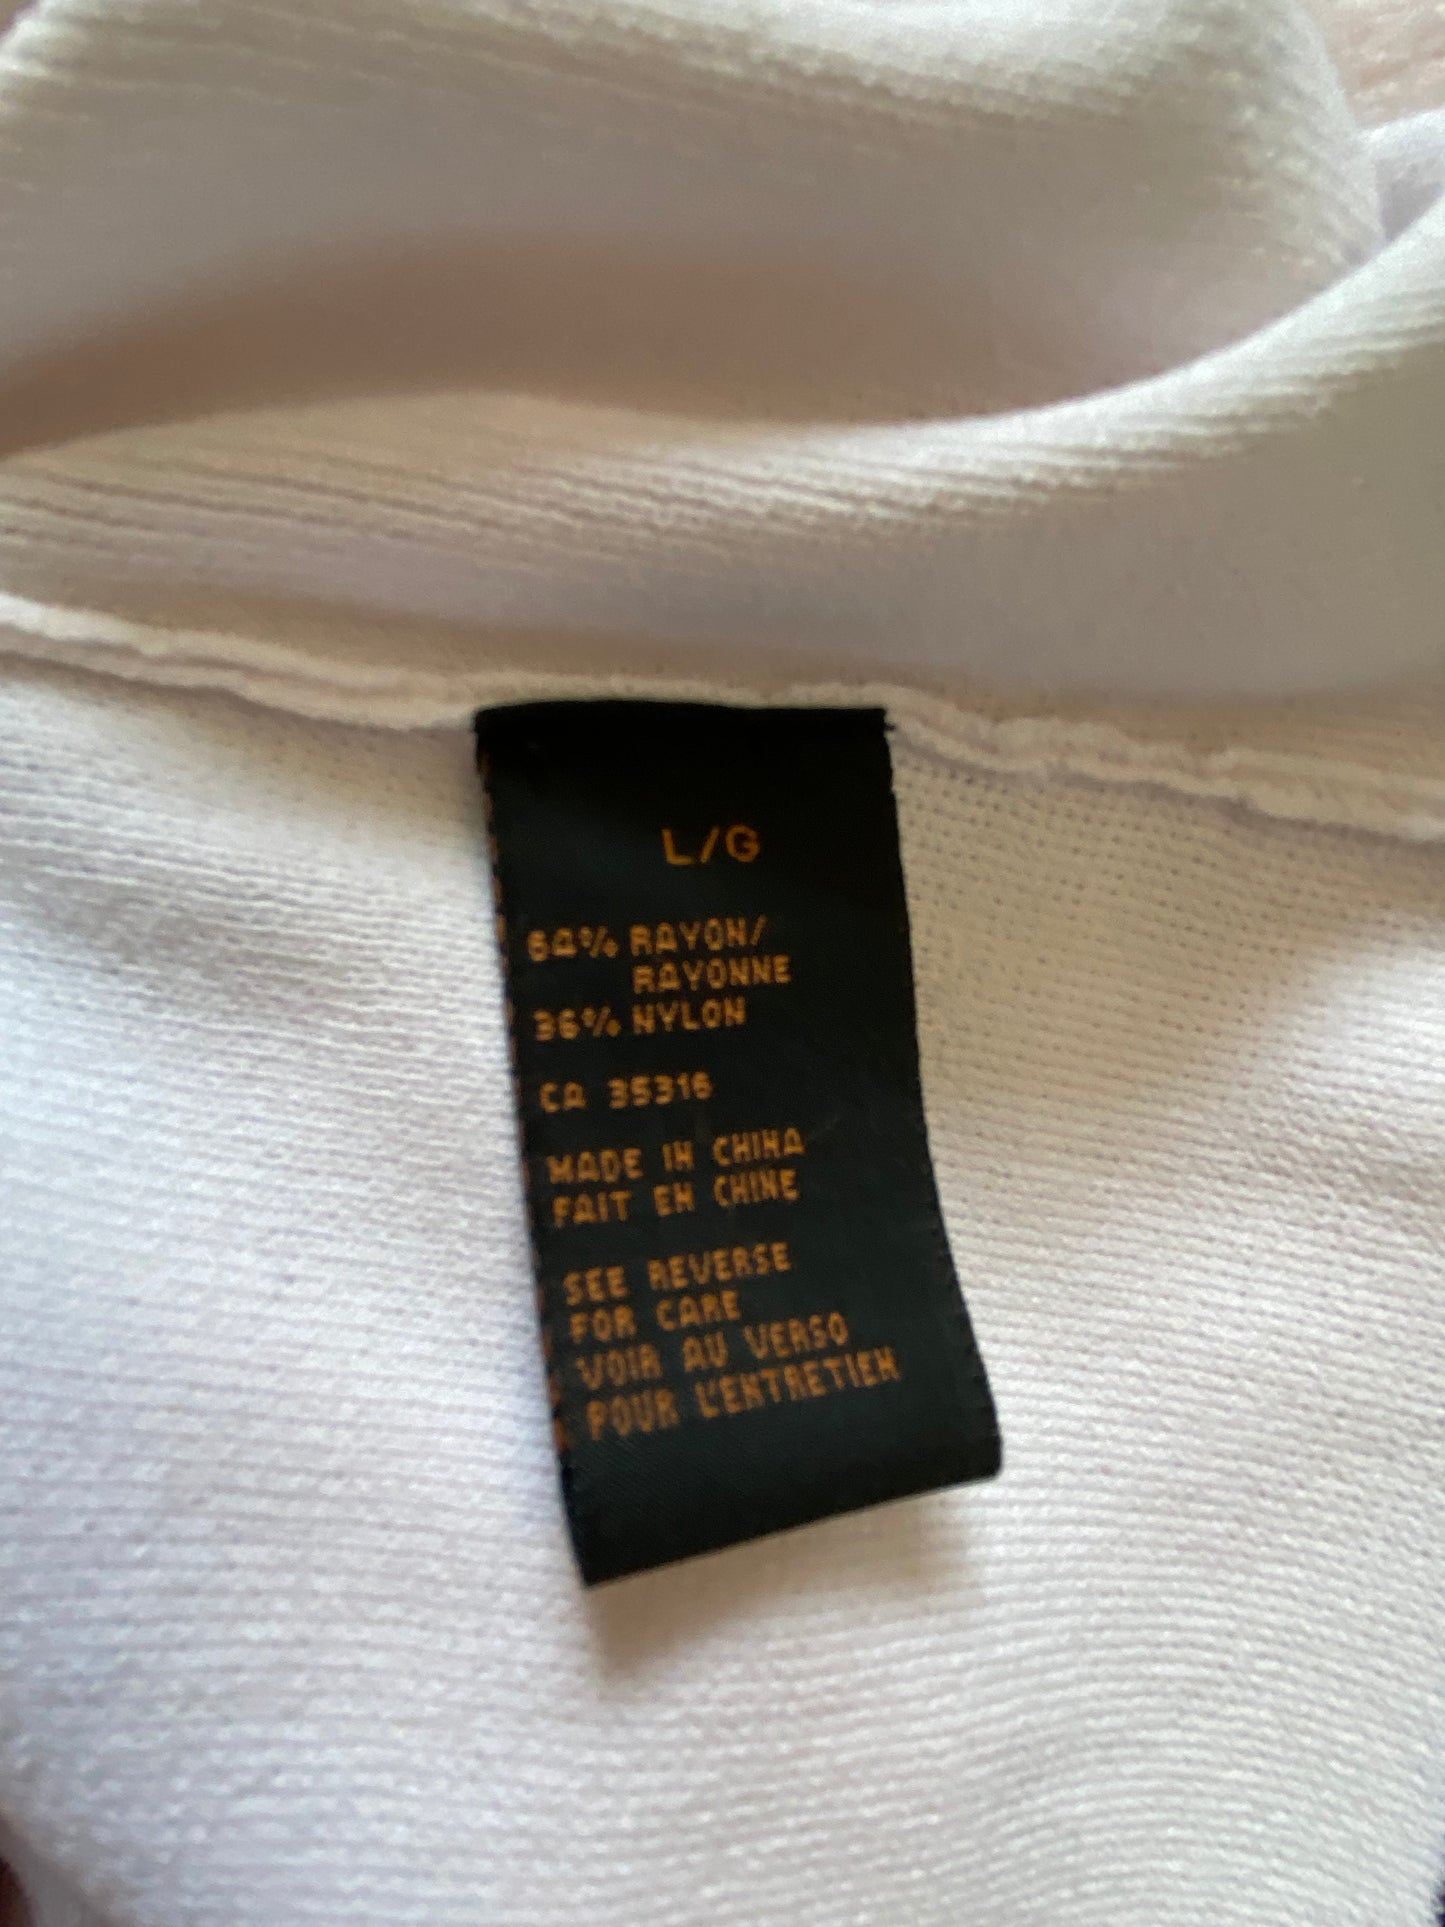 L/G
64% RAYON/
RAYONNE
36% NYLON
CA 35316
MADE IN CHINA
FAIT EN CHINE
SEE REVERSE
FOR CARE
VOIR AU VERSO
POUR L'ENTRETIEN